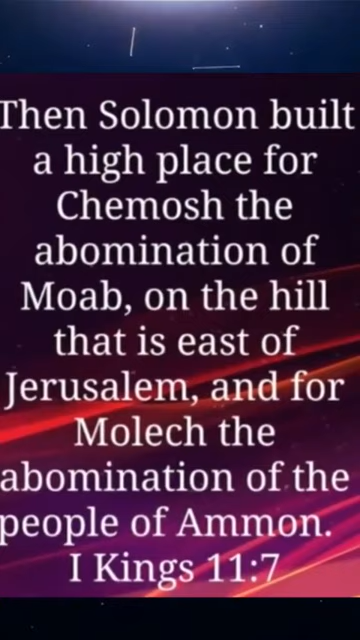 Then Solomon built
a high place for
Chemosh the
abomination of
Moab, on the hill
that is east of
Jerusalem, and for
Molech the
abomination of the
people of Ammon.
I Kings 11:7